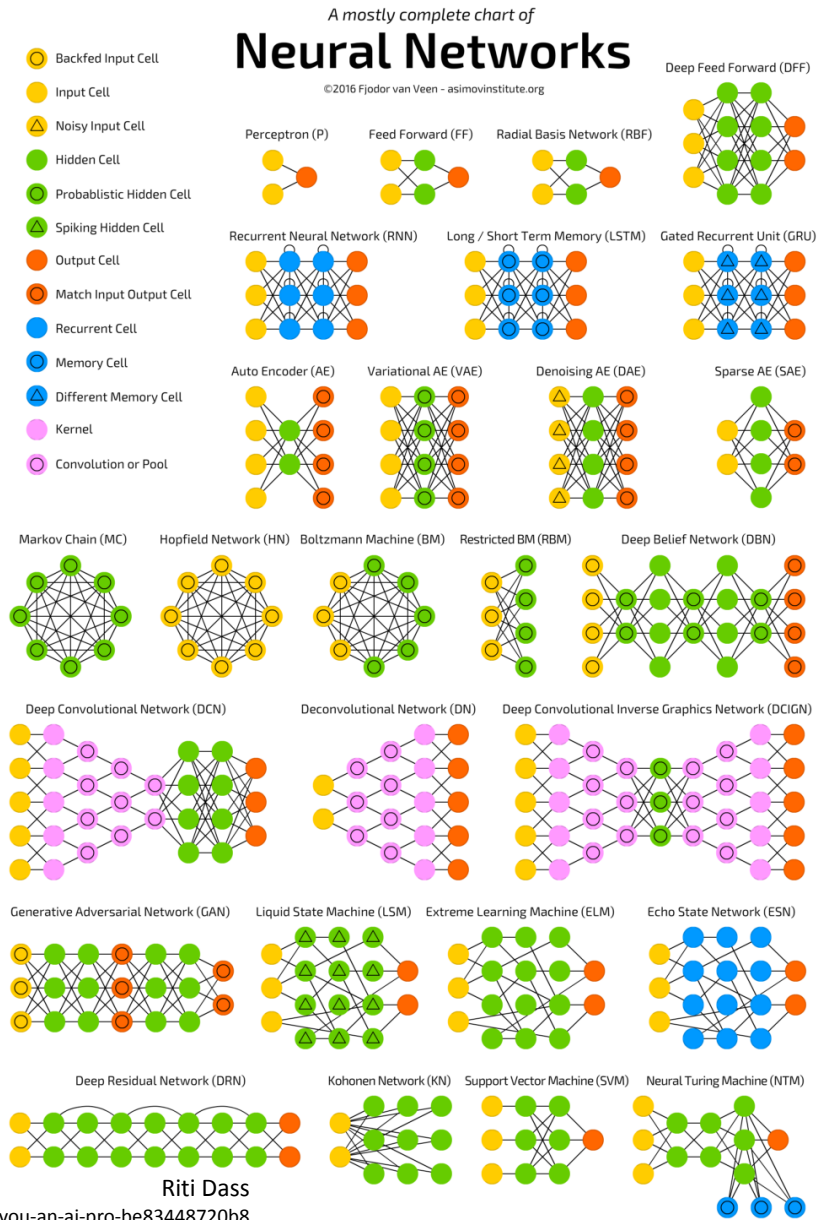 A mostly complete chart of
Neural Networks
©2016 Fjodor van Veen - asimovinstitute.org
Backfed Input Cell
Input Cell
Noisy Input Cell
Hidden Cell
Probablistic Hidden Cell
Spiking Hidden Cell
Output Cell
Match Input Output Cell
Recurrent Cell
Memory Cell
Different Memory Cell
Kernel
Convolution or Pool
Deep Feed Forward (DFF)
Perceptron (P) Feed Forward (FF) Radial Basis Network (RBF)
Recurrent Neural Network (RNN) Long / Short Term Memory (LSTM) Gated Recurrent Unit (GRU)
Auto Encoder (AE) Variational AE (VAE) Denoising AE (DAE) Sparse AE (SAE)
Markov Chain (MC) Hopfield Network (HN) Boltzmann Machine (BM) Restricted BM (RBM) Deep Belief Network (DBN)
Deep Convolutional Network (DCN) Deconvolutional Network (DN) Deep Convolutional Inverse Graphics Network (DCIGN)
Generative Adversarial Network (GAN) Liquid State Machine (LSM) Extreme Learning Machine (ELM) Echo State Network (ESN)
Deep Residual Network (DRN) Kohonen Network (KN) Support Vector Machine (SVM) Neural Turing Machine (NTM)
Riti Dass
you-an-ai-pro-be83448720b8